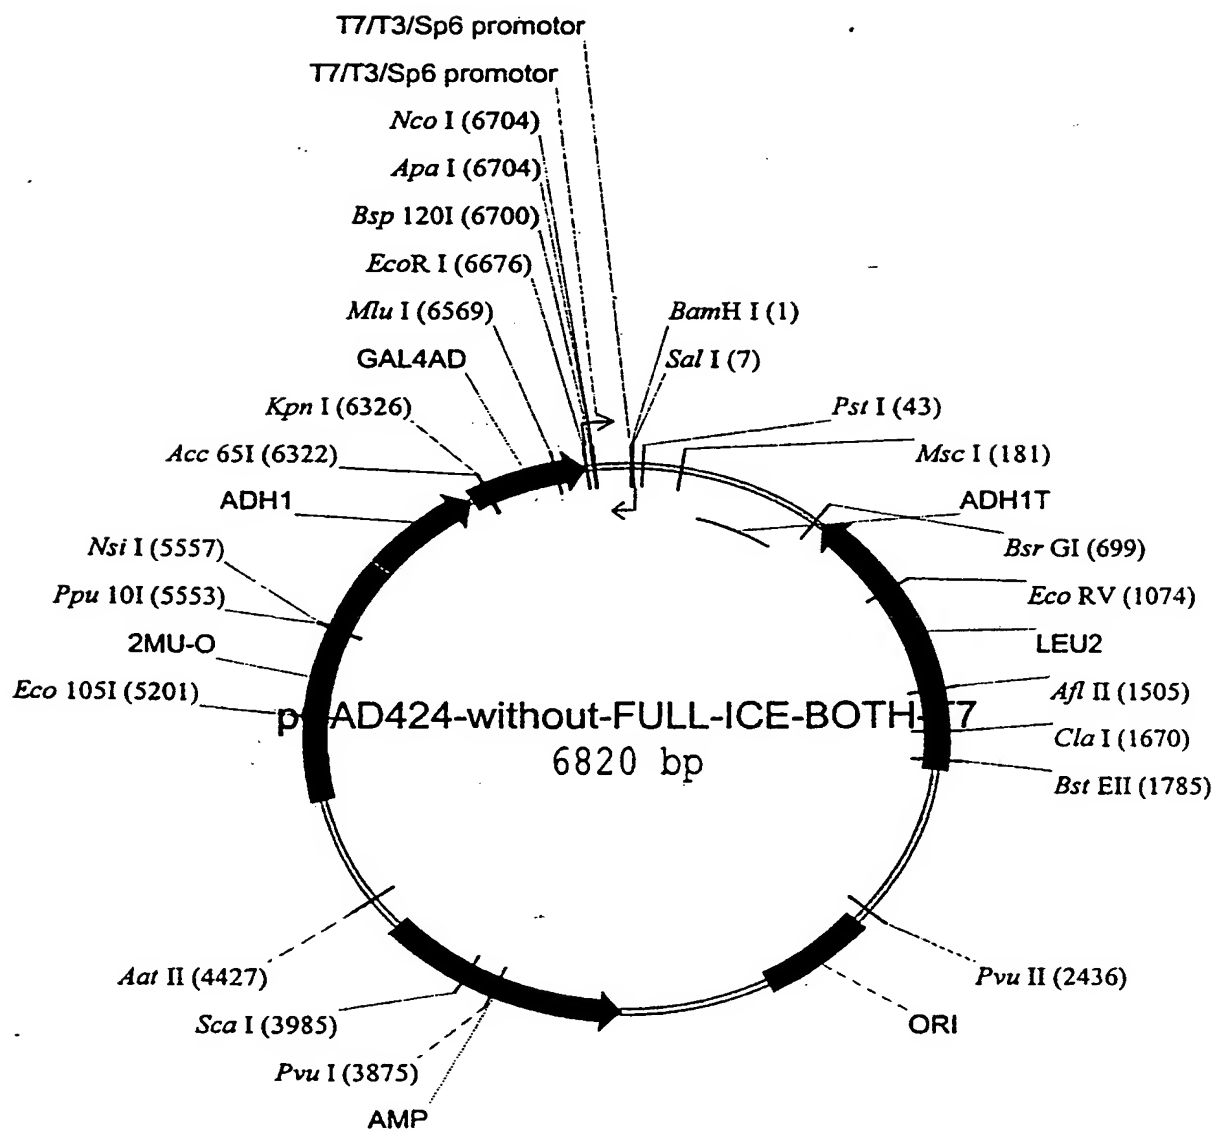 T7/T3/Sp6 promotor
T7/T3/Sp6 promotor
Nco I (6704)
Apa I (6704)
Bsp 120I (6700)
EcoR I (6676)
Mlu I (6569)
BamH I (1)
GAL4AD
Sal I (7)
Kpn I (6326)
Pst I (43)
Acc 65I (6322)
Msc I (181)
ADH1
ADH1T
Nsi I (5557)
Bsr GI (699)
Ppu 10I (5553)
Eco RV (1074)
2MU-O
LEU2
Eco 105I (5201)
Afl II (1505)
AD424-without-FULL-ICE-BOTH
Cla I (1670)
6820 bp
Bst EII (1785)
Aat II (4427)
Pvu II (2436)
Sca I (3985)
ORI
Pvu I (3875)
AMP